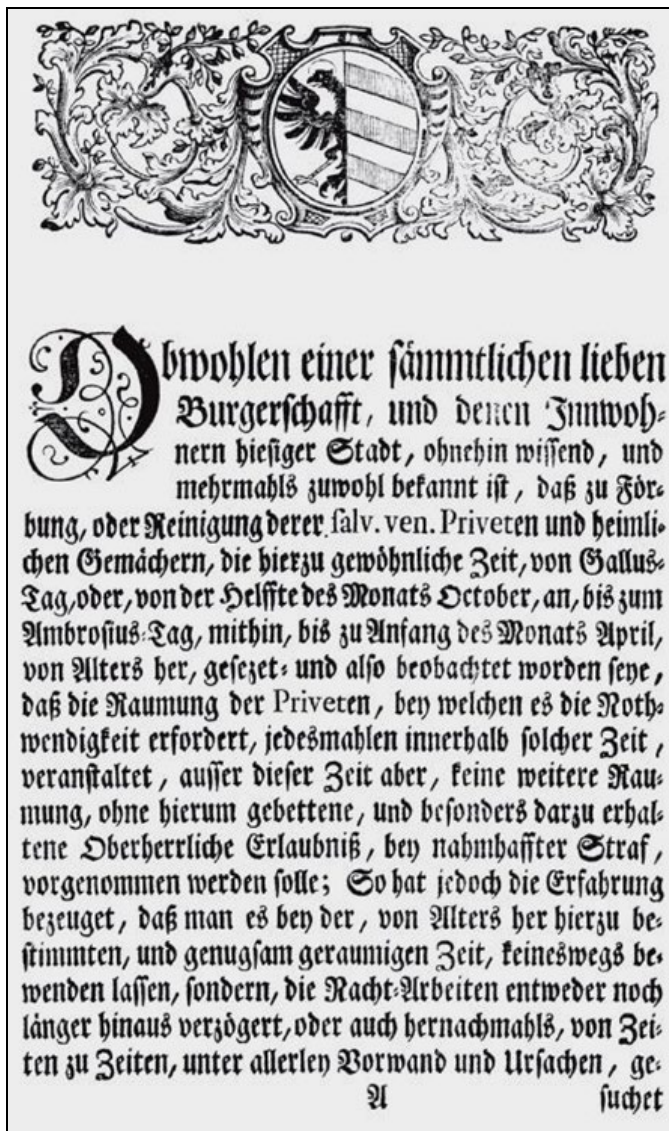 Obwohlen einer sämmtlichen lieben
Burgerschafft, und denen Innwoh-
nern hiesiger Stadt, ohnehin wissend, und
mehrmahls zuwohl bekannt ist, daß zu För-
bung, oder Reinigung derer salv. ven. Priveten und heimli-
chen Gemächern, die hierzu gewöhnliche Zeit, von Gallus-
Tag, oder, von der Helffte des Monats October, an, bis zum
Ambrosius-Tag, mithin, bis zu Anfang des Monats April,
von Alters her, gesezet- und also beobachtet worden seye,
daß die Raumung der Priveten, bey welchen es die Noth-
wendigkeit erfordert, jedesmahlen innerhalb solcher Zeit,
veranstaltet, ausser dieser Zeit aber, keine weitere Rau-
mung, ohne hierum gebettene, und besonders darzu erhal-
tene Oberherrliche Erlaubniß, bey nahmhaffter Straf,
vorgenommen werden solle; So hat jedoch die Erfahrung
bezeuget, daß man es bey der, von Alters her hierzu be-
stimmten, und genugsam geraumigen Zeit, keineswegs be-
wenden lassen, sondern, die Nacht-Arbeiten entweder noch
länger hinaus verzögert, oder auch hernachmahls, von Zei-
ten zu Zeiten, unter allerley Vorwand und Ursachen, ge-
A suchet